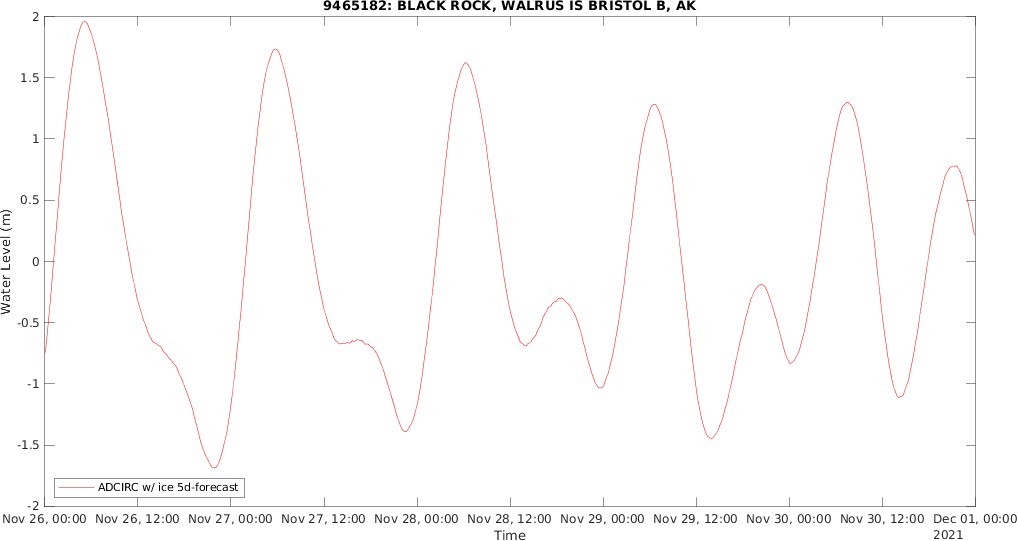 9465182: BLACK ROCK, WALRUS IS BRISTOL B, AK
2
1.5
1
0.5
0
-0.5
-1
-1.5
-2
Water Level (m)
ADCIRC w/ ice 5d-forecast
Nov 26, 00:00 Nov 26, 12:00 Nov 27, 00:00 Nov 27, 12:00 Nov 28, 00:00 Nov 28, 12:00 Nov 29, 00:00 Nov 29, 12:00 Nov 30, 00:00 Nov 30, 12:00 Dec 01, 00:00
Time
2021